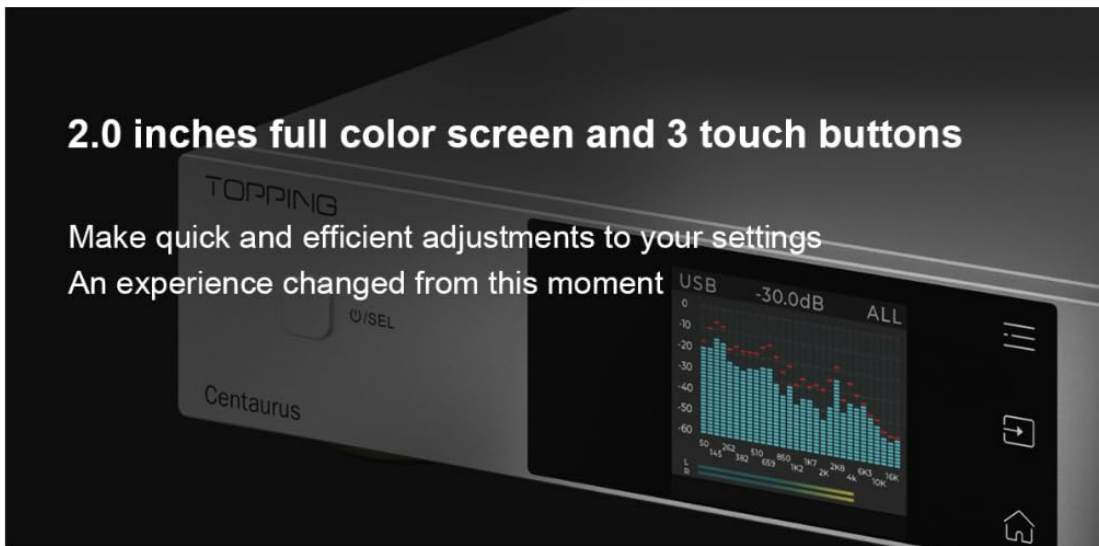 2.0 inches full color screen and 3 touch buttons
TOPPING
Make quick and efficient adjustments to your settings
An experience changed from this moment
USB -30.0dB ALL
0
-10
-20
-30
-40
-50
-60
⏻/SEL
Centaurus
50 262 510 850 1K7 2K8 6K3 16K
145 382 659 1K2 2K 4k 10K
L
R